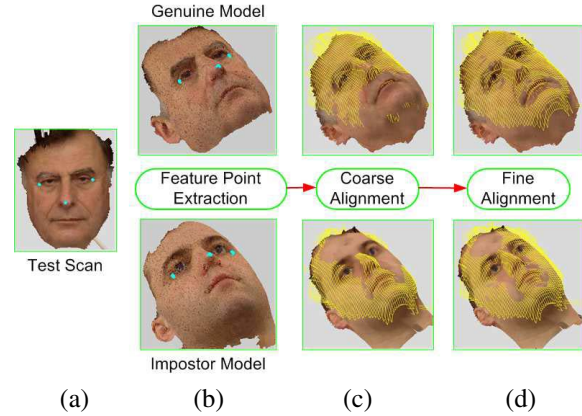 Genuine Model
Feature Point
Extraction
Coarse
Alignment
Fine
Alignment
Test Scan
Impostor Model
(a) (b) (c) (d)